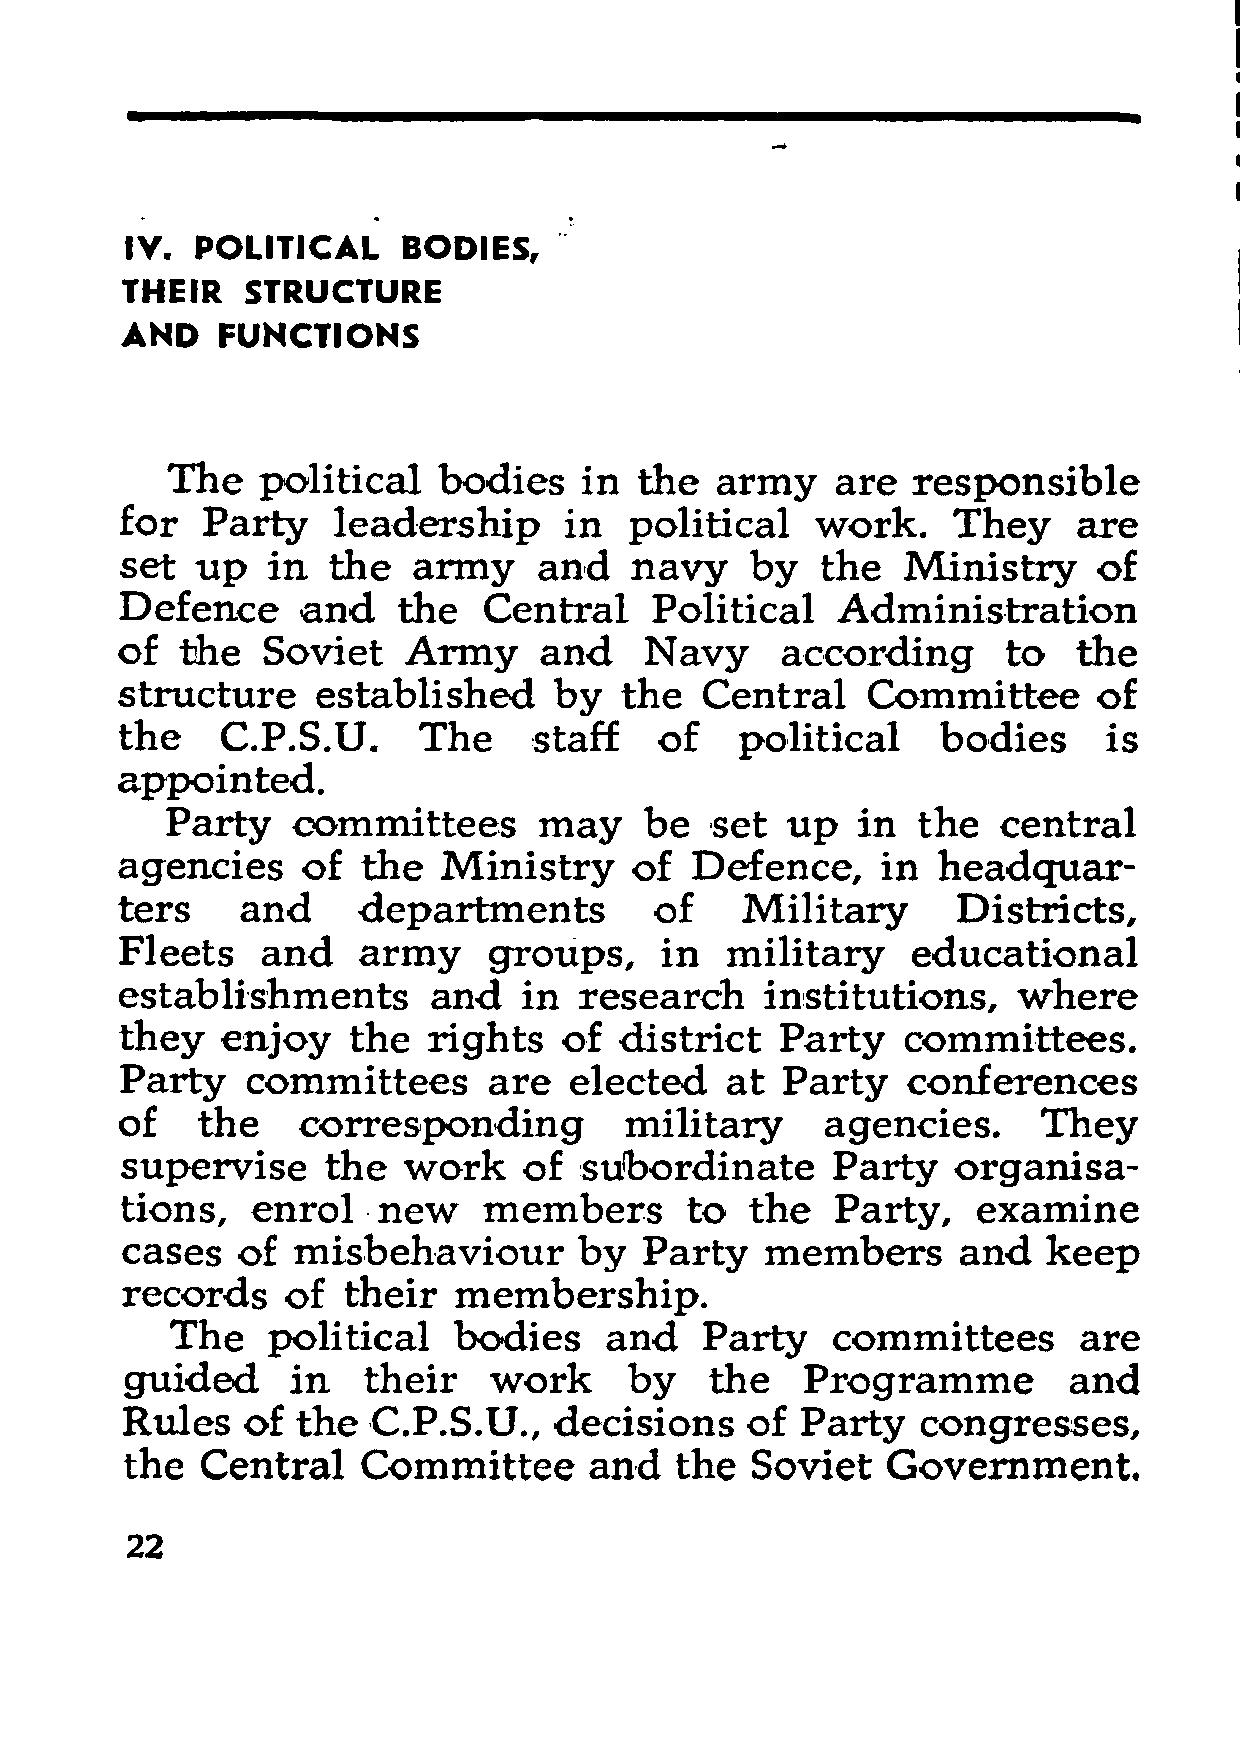 IV. POLITICAL BODIES,
THEIR STRUCTURE
AND FUNCTIONS
The political bodies in the army are responsible
for Party leadership in political work. They are
set up in the army and navy by the Ministry of
Defence and the Central Political Administration
of the Soviet Army and Navy according to the
structure established by the Central Committee of
the C.P.S.U. The staff of political bodies is
appointed.
Party committees may be set up in the central
agencies of the Ministry of Defence, in headquar-
ters and departments of Military Districts,
Fleets and army groups, in military educational
establishments and in research institutions, where
they enjoy the rights of district Party committees.
Party committees are elected at Party conferences
of the corresponding military agencies. They
supervise the work of subordinate Party organisa-
tions, enrol new members to the Party, examine
cases of misbehaviour by Party members and keep
records of their membership.
The political bodies and Party committees are
guided in their work by the Programme and
Rules of the C.P.S.U., decisions of Party congresses,
the Central Committee and the Soviet Government.
22